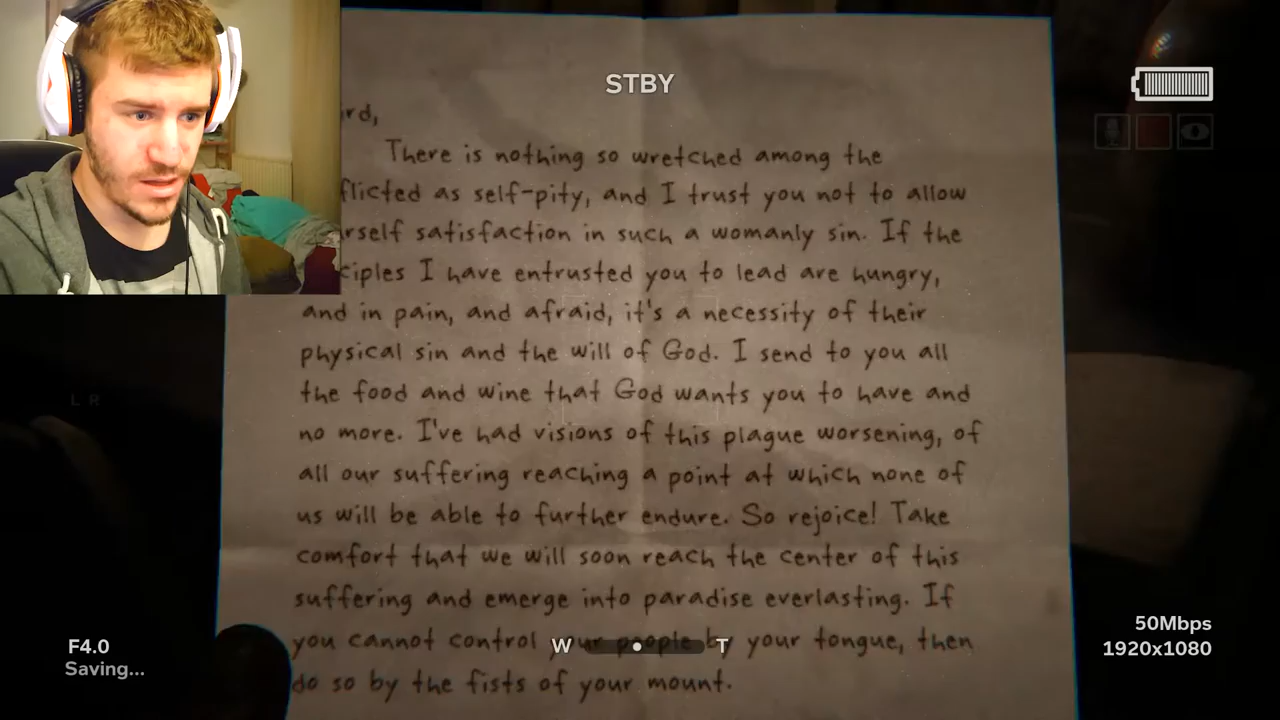 STBY
rd,
There is nothing so wretched among the
flicted as self-pity, and I trust you not to allow
rself satisfaction in such a womanly sin. If the
ciples I have entrusted you to lead are hungry,
and in pain, and afraid, it's a necessity of their
physical sin and the will of God. I send to you all
the food and wine that God wants you to have and
no more. I've had visions of this plague worsening, of
all our suffering reaching a point at which none of
us will be able to further endure. So rejoice! Take
comfort that we will soon reach the center of this
suffering and emerge into paradise everlasting. If
you cannot control your people by your tongue, then
do so by the fists of your mount.
L R
W T
F4.0
Saving...
50Mbps
1920x1080